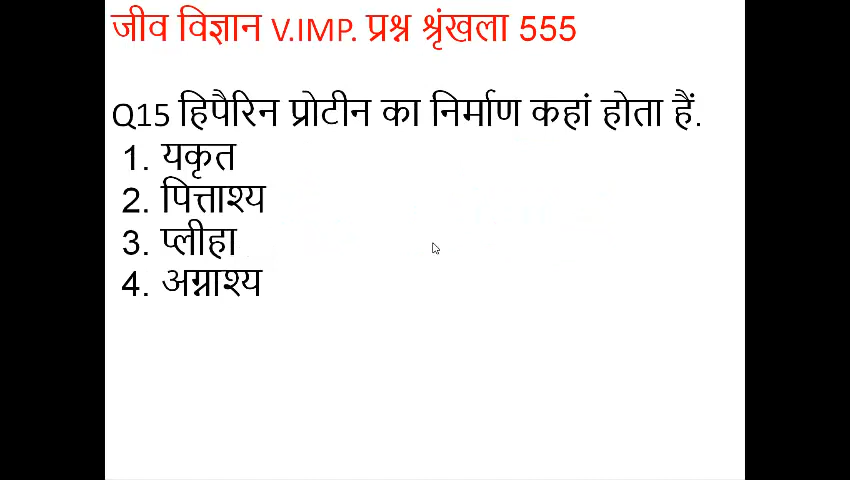 जीव विज्ञान V.IMP. प्रश्न श्रृंखला 555
Q15 हिपैरिन प्रोटीन का निर्माण कहां होता हैं.
1. यकृत
2. पित्ताश्य
3. प्लीहा
4. अग्नाश्य